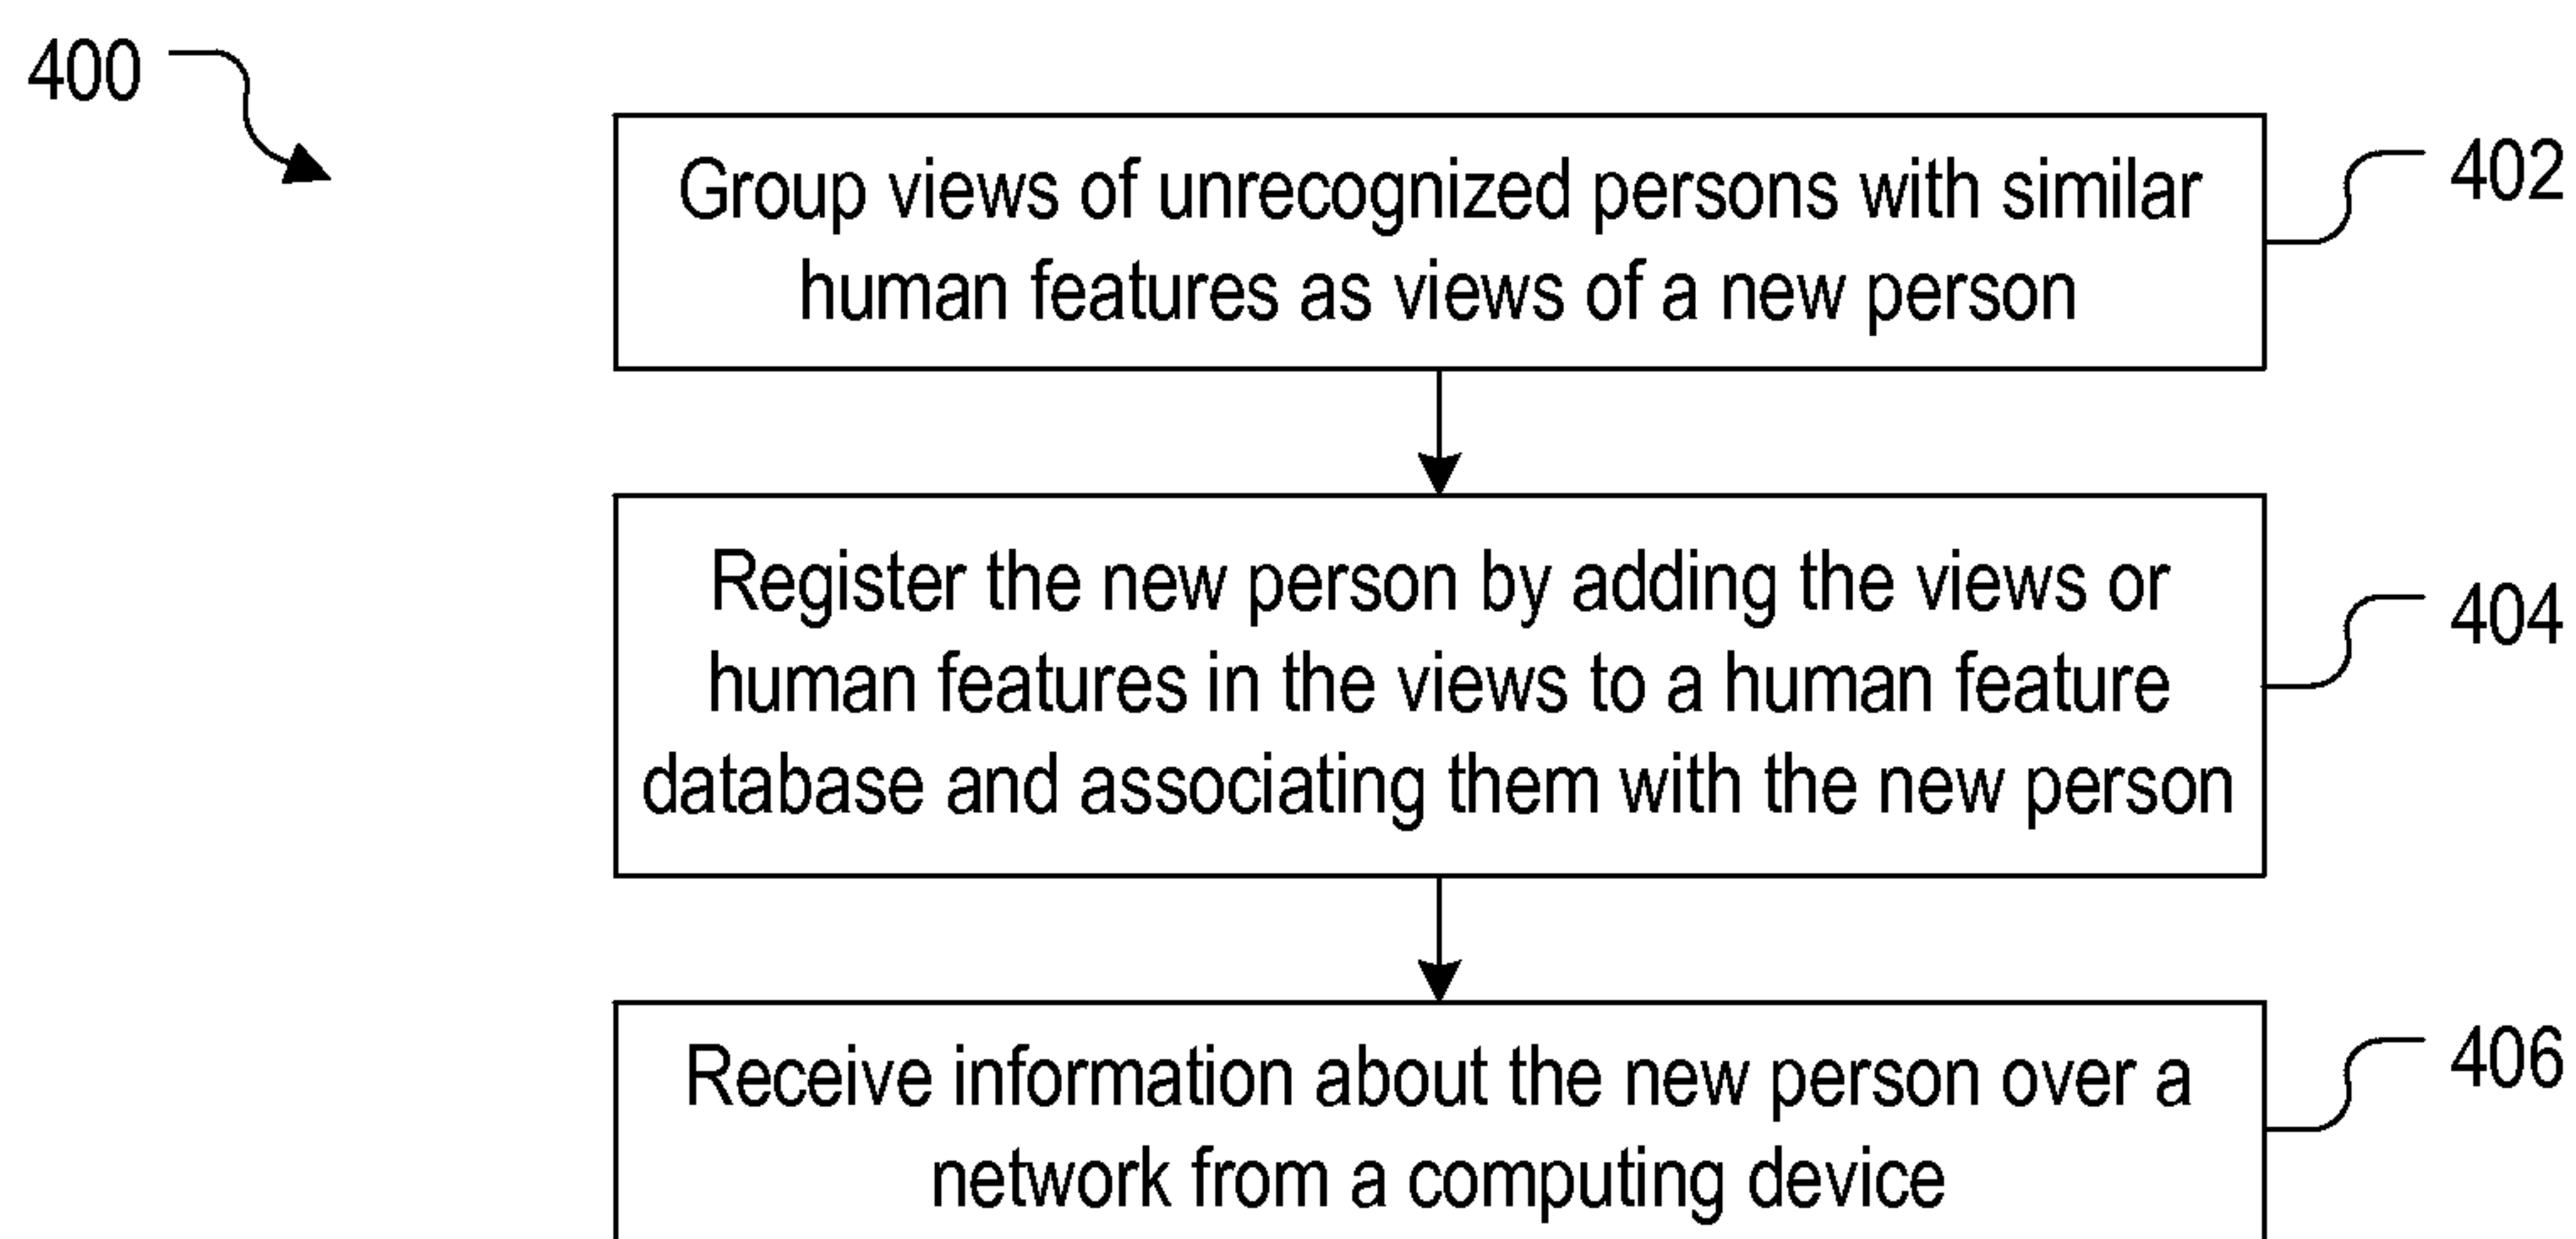 400
Group views of unrecognized persons with similar
human features as views of a new person
402
Register the new person by adding the views or
human features in the views to a human feature
database and associating them with the new person
404
Receive information about the new person over a
network from a computing device
406